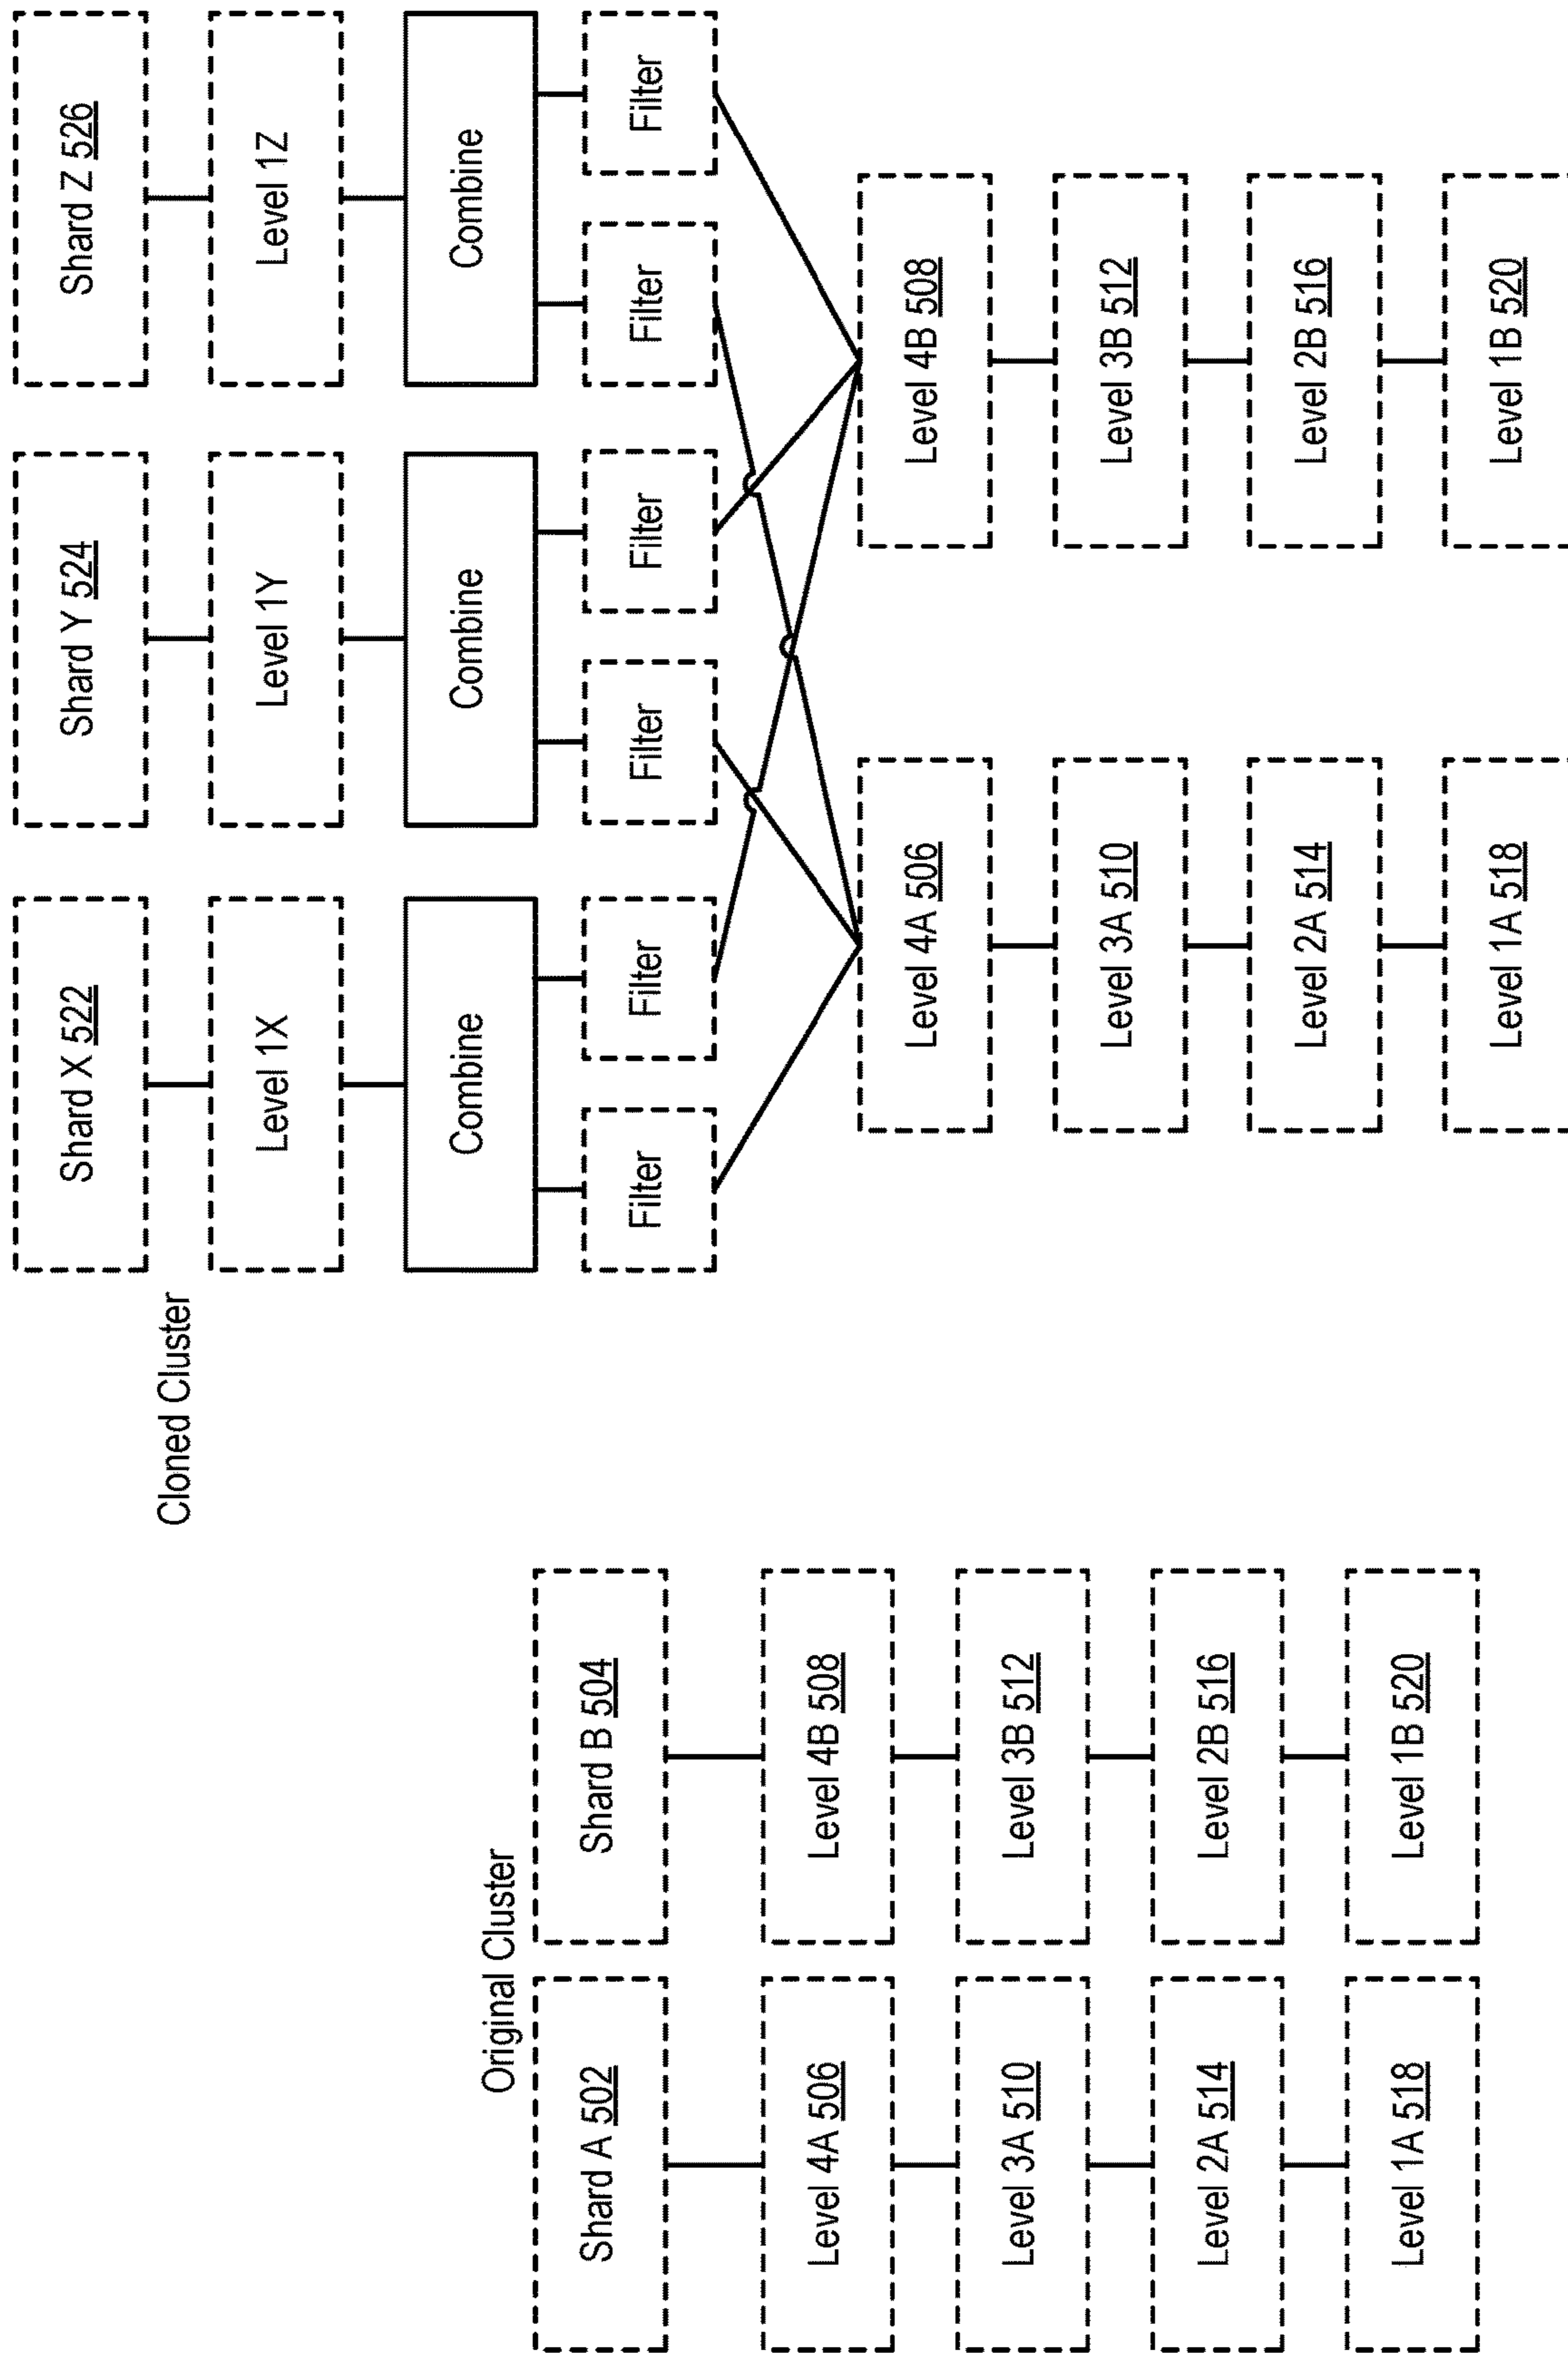 Original Cluster
Shard A 502
Shard B 504
Level 4A 506
Level 4B 508
Level 3A 510
Level 3B 512
Level 2A 514
Level 2B 516
Level 1A 518
Level 1B 520
Cloned Cluster
Shard X 522
Shard Y 524
Shard Z 526
Level 1X
Level 1Y
Level 1Z
Combine
Combine
Combine
Filter
Filter
Filter
Filter
Filter
Filter
Level 4A 506
Level 4B 508
Level 3A 510
Level 3B 512
Level 2A 514
Level 2B 516
Level 1A 518
Level 1B 520